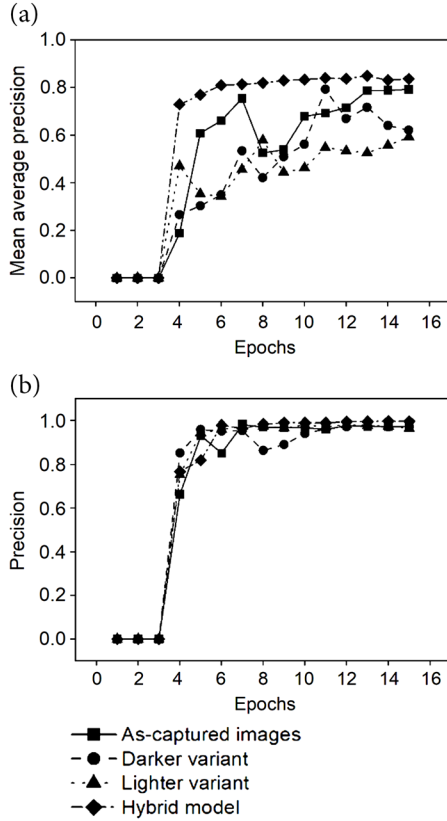 (a)
1.0
0.8
0.6
0.4
0.2
0.0
Mean average precision
0 2 4 6 8 10 12 14 16
Epochs
(b)
1.0
0.8
0.6
0.4
0.2
0.0
Precision
0 2 4 6 8 10 12 14 16
Epochs
As-captured images
Darker variant
Lighter variant
Hybrid model